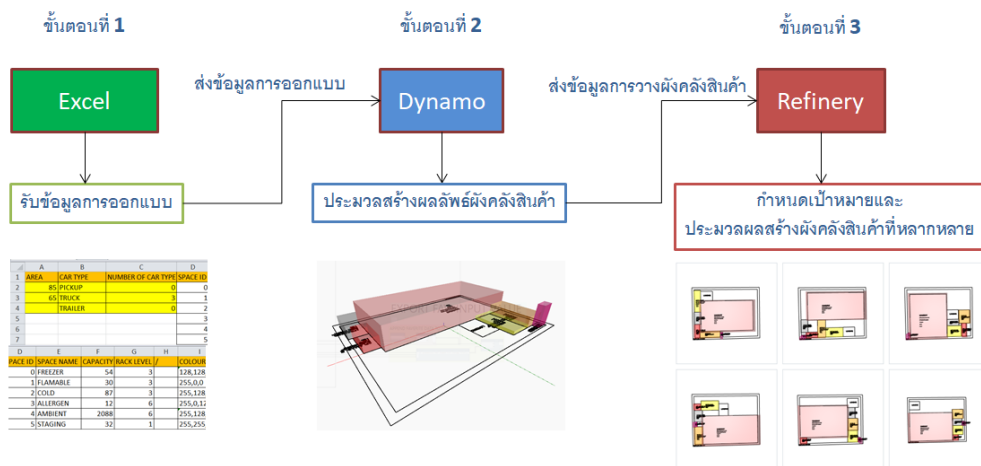 ขั้นตอนที่ 1
ขั้นตอนที่ 2
ขั้นตอนที่ 3
Excel
ส่งข้อมูลการออกแบบ
Dynamo
ส่งข้อมูลการวางผังคลังสินค้า
Refinery
รับข้อมูลการออกแบบ
ประมวลสร้างผลลัพธ์ผังคลังสินค้า
กำหนดเป้าหมายและ
ประมวลผลสร้างผังคลังสินค้าที่หลากหลาย
A B C D
1 AREA CAR TYPE NUMBER OF CAR TYPE SPACE ID
2 85 PICKUP 0 0
3 65 TRUCK 3 1
4 TRAILER 0 2
5 3
6 4
7 5
D E F G H I
PACE ID SPACE NAME CAPACITY RACK LEVEL / COLOUR
0 FREEZER 54 3 128,128
1 FLAMABLE 30 3 255,0,0
2 COLD 87 3 255,128
3 ALLERGEN 12 6 255,0,12
4 AMBIENT 2088 6 255,128
5 STAGING 32 1 255,255